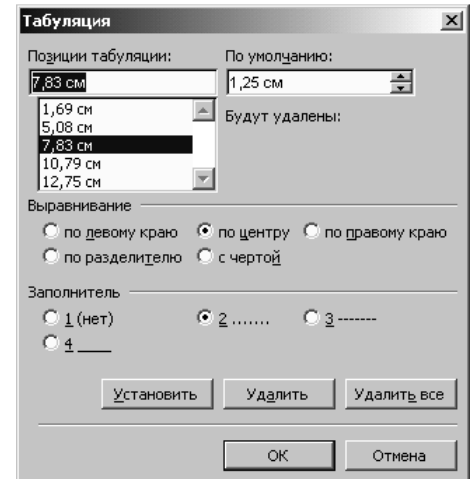 Табуляция
Позиции табуляции: По умолчанию:
7,83 см 1,25 см
1,69 см
5,08 см
7,83 см
10,79 см
12,75 см
Будут удалены:
Выравнивание
по левому краю по центру по правому краю
по разделителю с чертой
Заполнитель
1 (нет) 2 ....... 3 -------
4 ____
Установить Удалить Удалить все
ОК Отмена